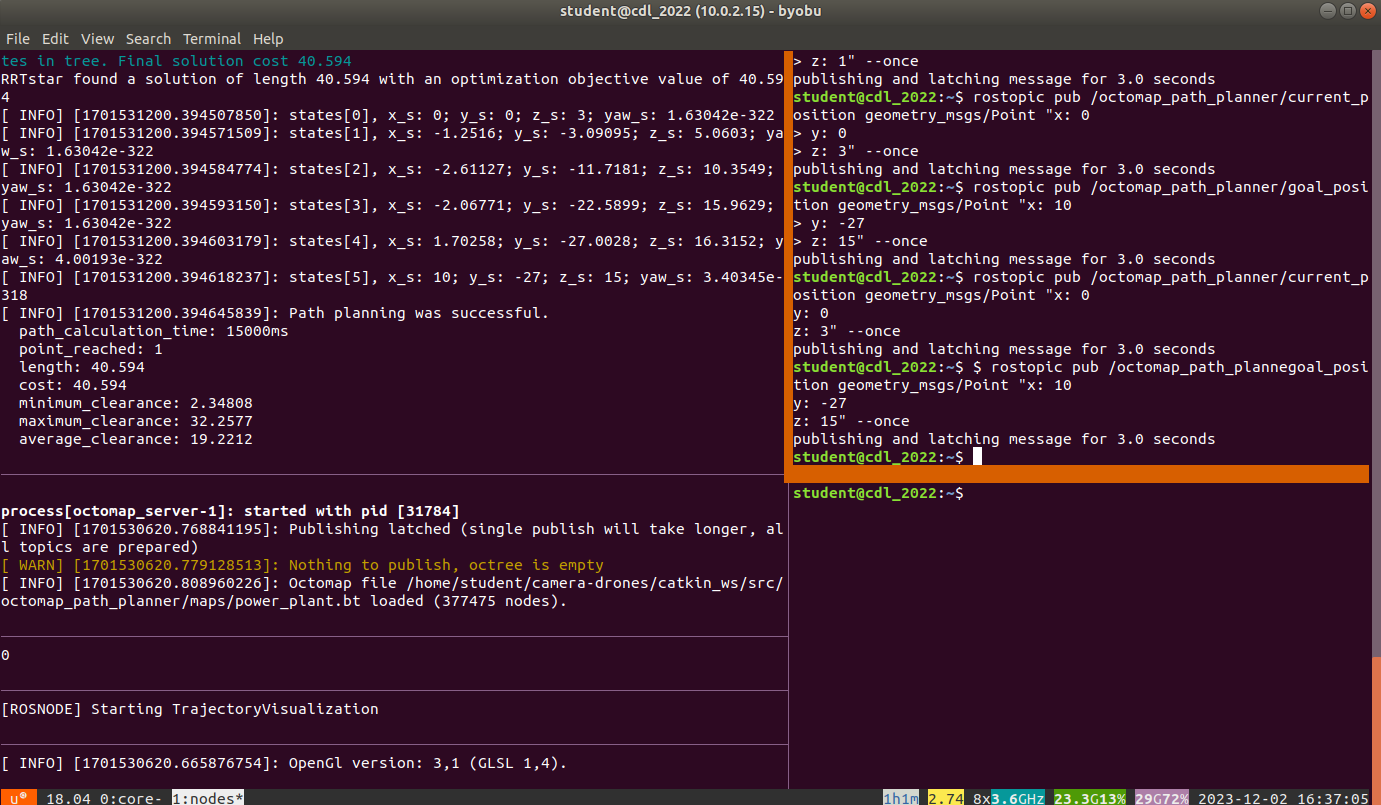 student@cdl_2022 (10.0.2.15) - byobu
File Edit View Search Terminal Help
tes in tree. Final solution cost 40.594
RRTstar found a solution of length 40.594 with an optimization objective value of 40.59
4
[ INFO] [1701531200.394507850]: states[0], x_s: 0; y_s: 0; z_s: 3; yaw_s: 1.63042e-322
[ INFO] [1701531200.394571509]: states[1], x_s: -1.2516; y_s: -3.09095; z_s: 5.0603; ya
w_s: 1.63042e-322
[ INFO] [1701531200.394584774]: states[2], x_s: -2.61127; y_s: -11.7181; z_s: 10.3549;
yaw_s: 1.63042e-322
[ INFO] [1701531200.394593150]: states[3], x_s: -2.06771; y_s: -22.5899; z_s: 15.9629;
yaw_s: 1.63042e-322
[ INFO] [1701531200.394603179]: states[4], x_s: 1.70258; y_s: -27.0028; z_s: 16.3152; y
aw_s: 4.00193e-322
[ INFO] [1701531200.394618237]: states[5], x_s: 10; y_s: -27; z_s: 15; yaw_s: 3.40345e-
318
[ INFO] [1701531200.394645839]: Path planning was successful.
path_calculation_time: 15000ms
point_reached: 1
length: 40.594
cost: 40.594
minimum_clearance: 2.34808
maximum_clearance: 32.2577
average_clearance: 19.2212
process[octomap_server-1]: started with pid [31784]
[ INFO] [1701530620.768841195]: Publishing latched (single publish will take longer, al
l topics are prepared)
[ WARN] [1701530620.779128513]: Nothing to publish, octree is empty
[ INFO] [1701530620.808960226]: Octomap file /home/student/camera-drones/catkin_ws/src/
octomap_path_planner/maps/power_plant.bt loaded (377475 nodes).
0
[ROSNODE] Starting TrajectoryVisualization
[ INFO] [1701530620.665876754]: OpenGl version: 3,1 (GLSL 1,4).
> z: 1" --once
publishing and latching message for 3.0 seconds
student@cdl_2022:~$ rostopic pub /octomap_path_planner/current_p
osition geometry_msgs/Point "x: 0
> y: 0
> z: 3" --once
publishing and latching message for 3.0 seconds
student@cdl_2022:~$ rostopic pub /octomap_path_planner/goal_posi
tion geometry_msgs/Point "x: 10
> y: -27
> z: 15" --once
publishing and latching message for 3.0 seconds
student@cdl_2022:~$ rostopic pub /octomap_path_planner/current_p
osition geometry_msgs/Point "x: 0
y: 0
z: 3" --once
publishing and latching message for 3.0 seconds
student@cdl_2022:~$ $ rostopic pub /octomap_path_plannegoal_posi
tion geometry_msgs/Point "x: 10
y: -27
z: 15" --once
publishing and latching message for 3.0 seconds
student@cdl_2022:~$
student@cdl_2022:~$
u 18.04 0:core- 1:nodes* 1h1m 2.74 8x3.6GHz 23.3G13% 29G72% 2023-12-02 16:37:05